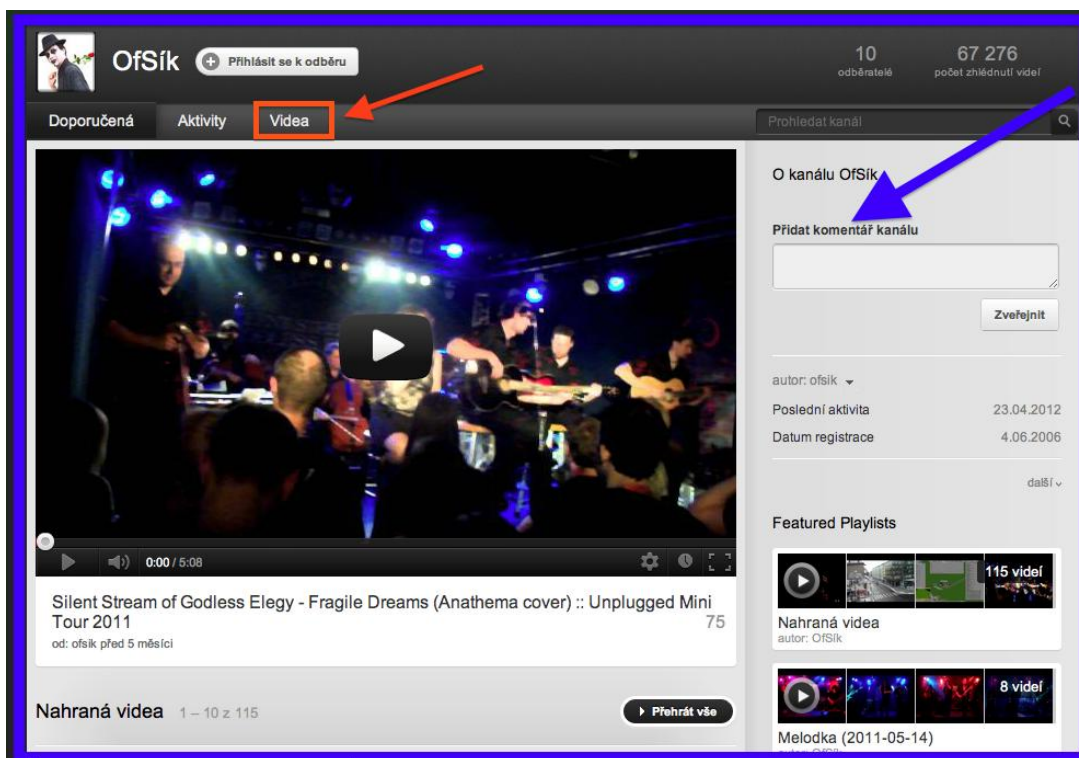 OfSík
Přihlásit se k odběru
10
odběratelé
67 276
počet zhlédnutí videí
Doporučená
Aktivity
Videa
Prohledat kanál
O kanálu OfSík
Přidat komentář kanálu
Zveřejnit
autor: ofsik
Poslední aktivita 23.04.2012
Datum registrace 4.06.2006
další
Featured Playlists
115 videí
Nahraná videa
autor: OfSík
8 videí
Melodka (2011-05-14)
autor: OfSík
0:00 / 5:08
Silent Stream of Godless Elegy - Fragile Dreams (Anathema cover) :: Unplugged Mini
Tour 2011
75
od: ofsik před 5 měsíci
Nahraná videa 1 – 10 z 115
Přehrát vše